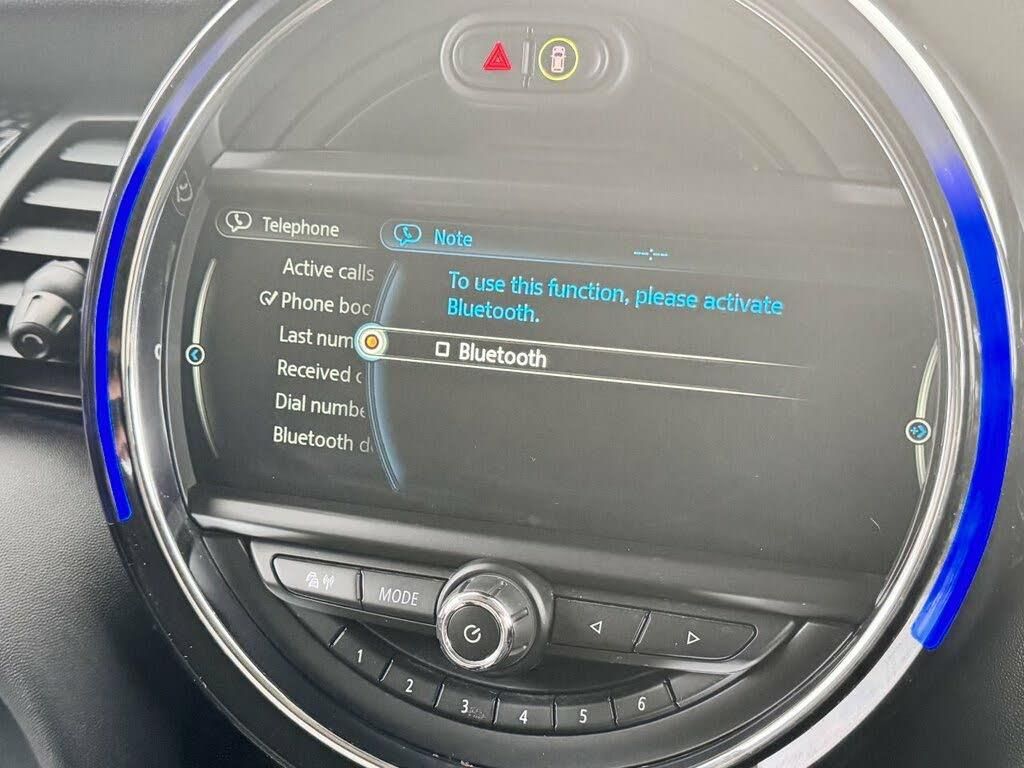 Telephone
Note
--:--
Active calls
Phone boo
Last num
Received c
Dial numbe
Bluetooth d
To use this function, please activate
Bluetooth.
Bluetooth
MODE
1
2
3
4
5
6